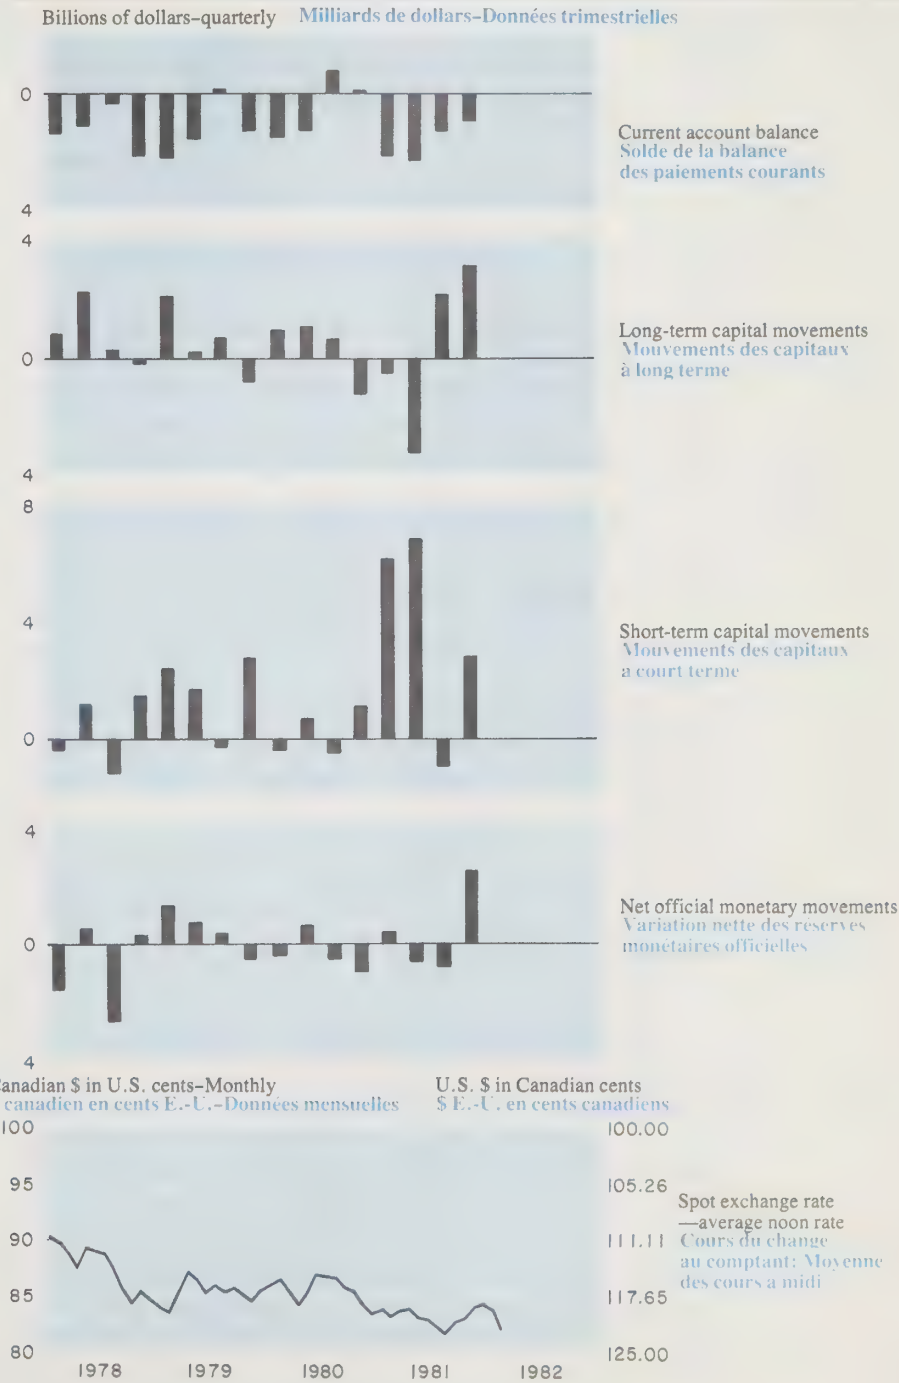 Billions of dollars–quarterly Milliards de dollars–Données trimestrielles
0
4
Current account balance
Solde de la balance
des paiements courants
4
0
4
Long-term capital movements
Mouvements des capitaux
à long terme
8
4
0
Short-term capital movements
Mouvements des capitaux
a court terme
4
0
4
Net official monetary movements
Variation nette des réserves
monétaires officielles
Canadian $ in U.S. cents–Monthly U.S. $ in Canadian cents
canadien en cents E.-U.–Données mensuelles $ E.-U. en cents canadiens
100 100.00
95 105.26
90 111.11
85 117.65
80 125.00
Spot exchange rate
—average noon rate
Cours du change
au comptant: Moyenne
des cours a midi
1978 1979 1980 1981 1982